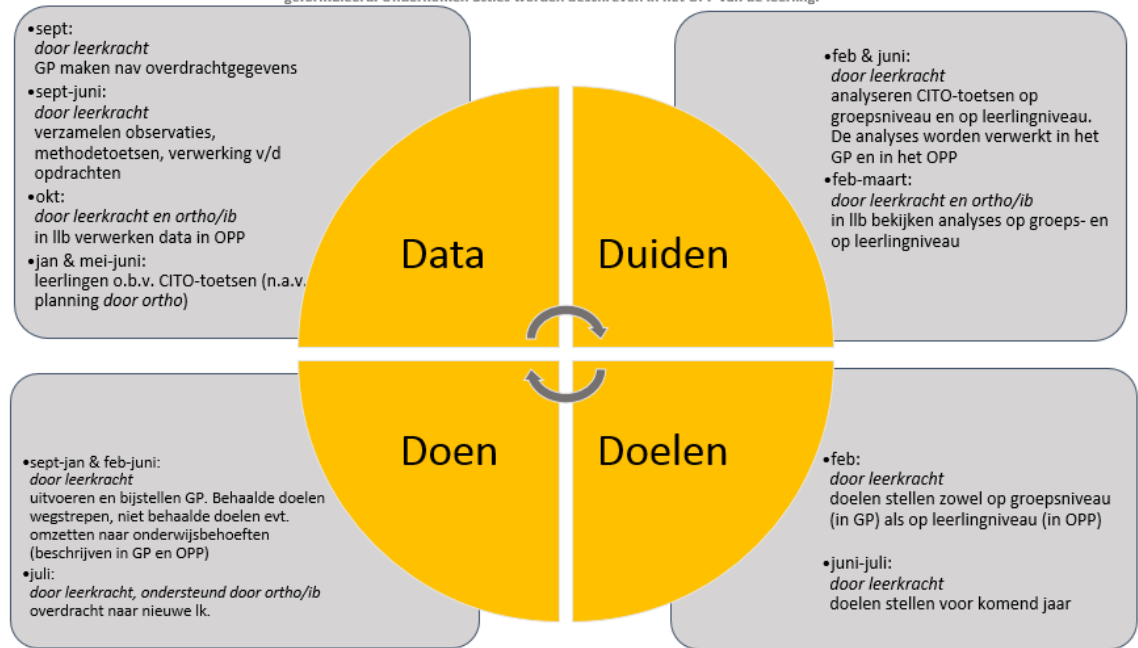 •sept:
door leerkracht
GP maken nav overdrachtgegevens
•sept-juni:
door leerkracht
verzamelen observaties,
methodetoetsen, verwerking v/d
opdrachten
•okt:
door leerkracht en ortho/ib
in llb verwerken data in OPP
•jan & mei-juni:
leerlingen o.b.v. CITO-toetsen (n.a.v.
planning door ortho)
•feb & juni:
door leerkracht
analyseren CITO-toetsen op
groepsniveau en op leerlingniveau.
De analyses worden verwerkt in het
GP en in het OPP
•feb-maart:
door leerkracht en ortho/ib
in llb bekijken analyses op groeps- en
op leerlingniveau
Data
Duiden
Doen
Doelen
•sept-jan & feb-juni:
door leerkracht
uitvoeren en bijstellen GP. Behaalde doelen
wegstrepen, niet behaalde doelen evt.
omzetten naar onderwijsbehoeften
(beschrijven in GP en OPP)
•juli:
door leerkracht, ondersteund door ortho/ib
overdracht naar nieuwe lk.
•feb:
door leerkracht
doelen stellen zowel op groepsniveau
(in GP) als op leerlingniveau (in OPP)
•juni-juli:
door leerkracht
doelen stellen voor komend jaar